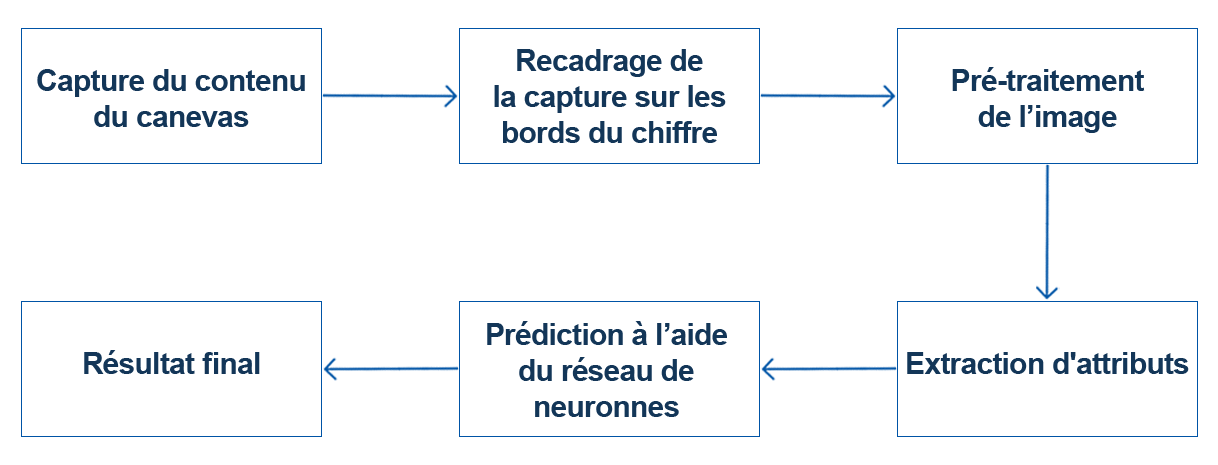 Capture du contenu
du canevas
Recadrage de
la capture sur les
bords du chiffre
Pré-traitement
de l’image
Extraction d'attributs
Prédiction à l’aide
du réseau de
neuronnes
Résultat final